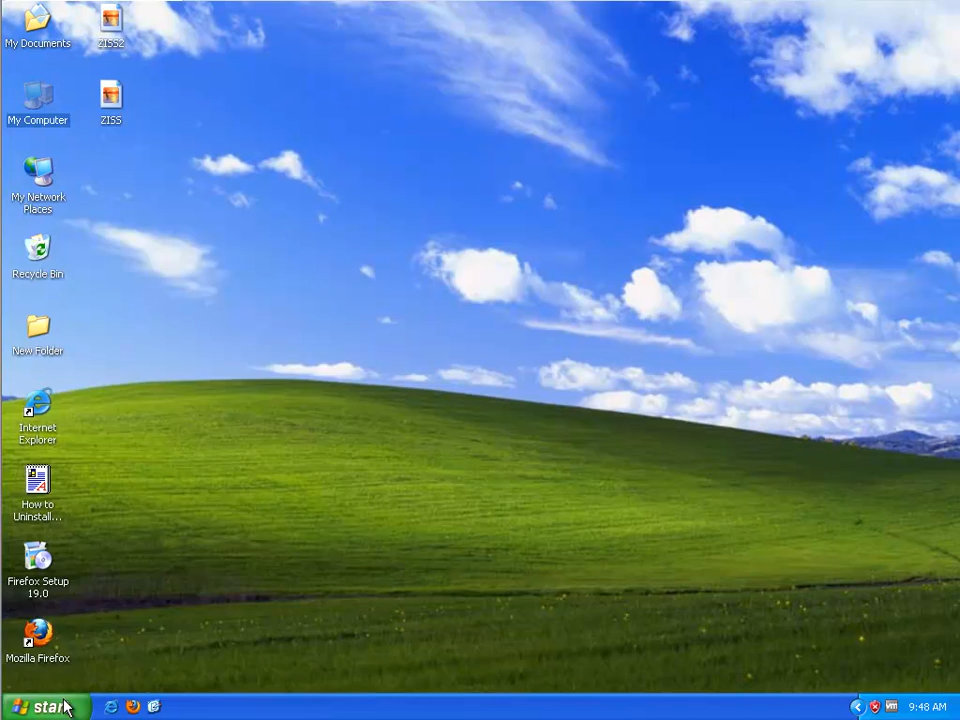 My Documents
ZISS2
My Computer
ZISS
My Network
Places
Recycle Bin
New Folder
Internet
Explorer
How to
Uninstall...
Firefox Setup
19.0
Mozilla Firefox
start
vm
9:48 AM